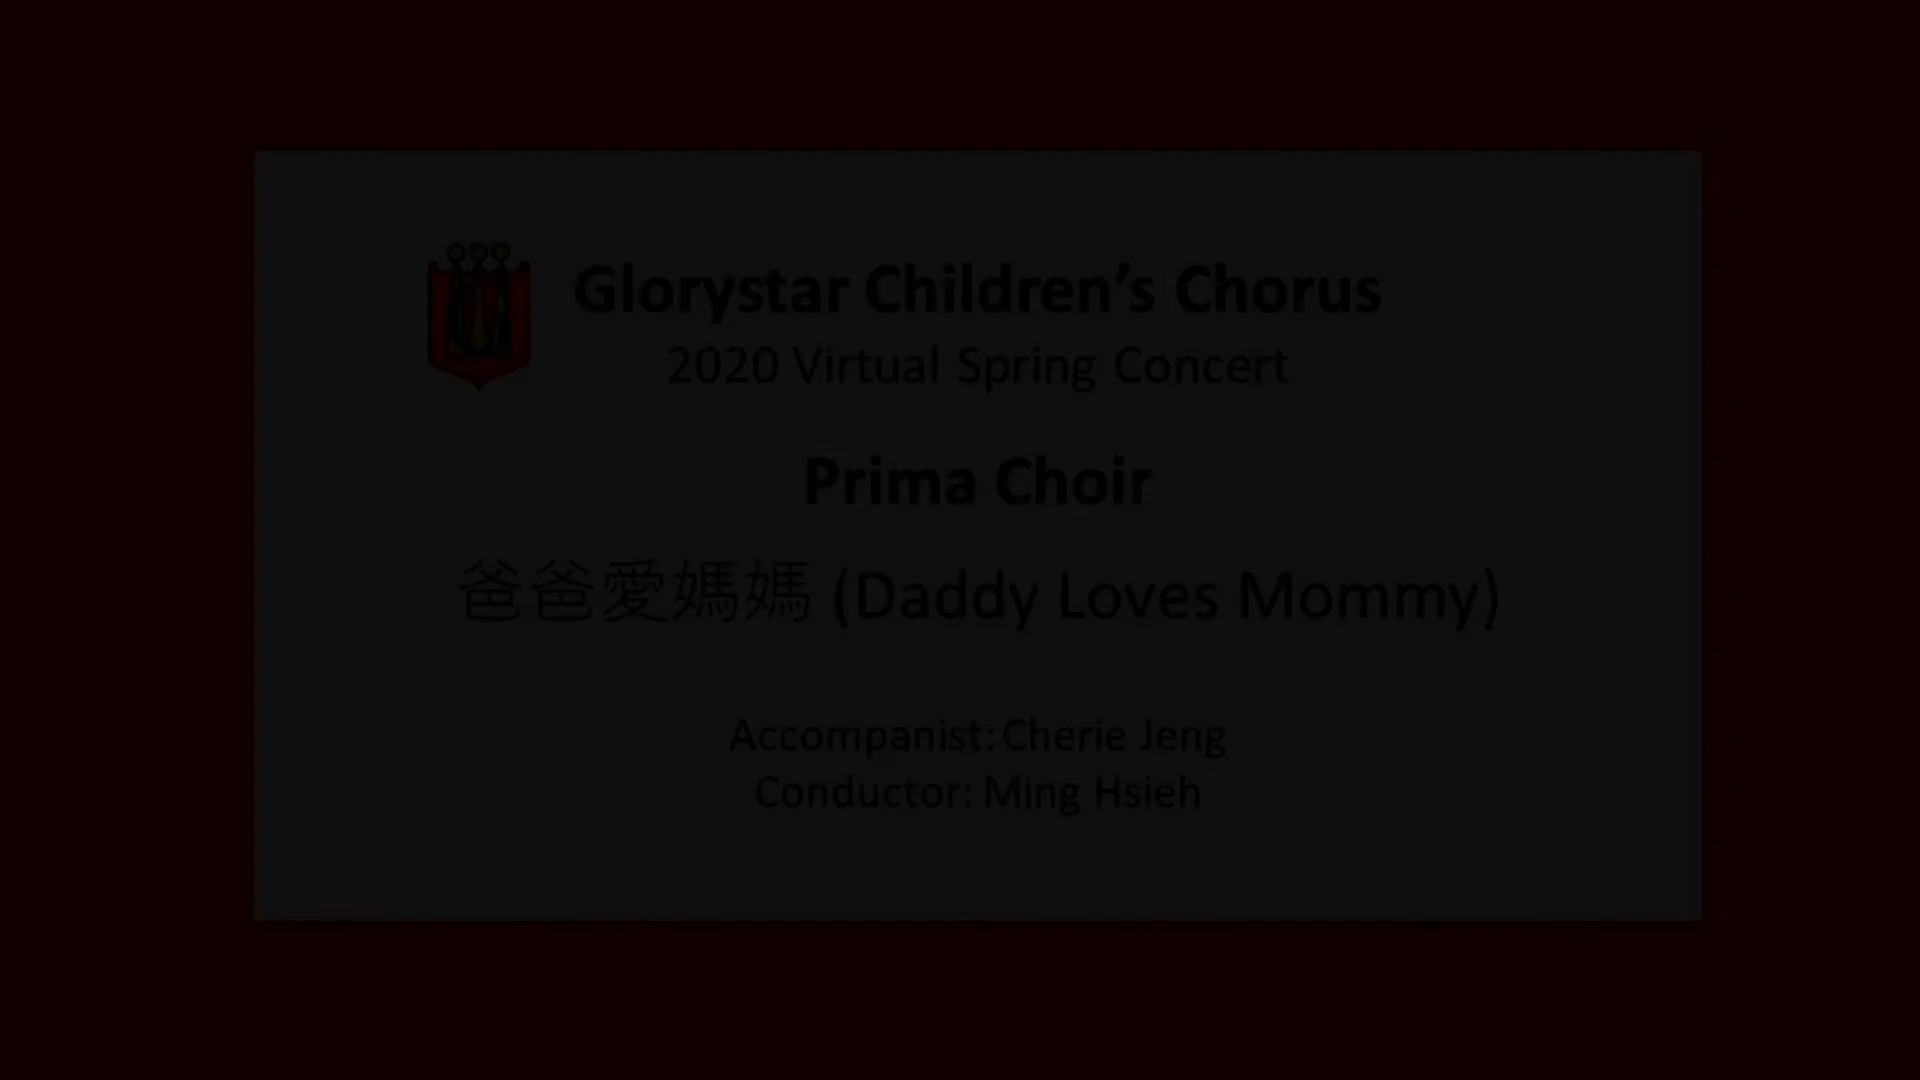 Glorystar Children’s Chorus
2020 Virtual Spring Concert
Prima Choir
爸爸愛媽媽 (Daddy Loves Mommy)
Accompanist: Cherie Jeng
Conductor: Ming Hsieh